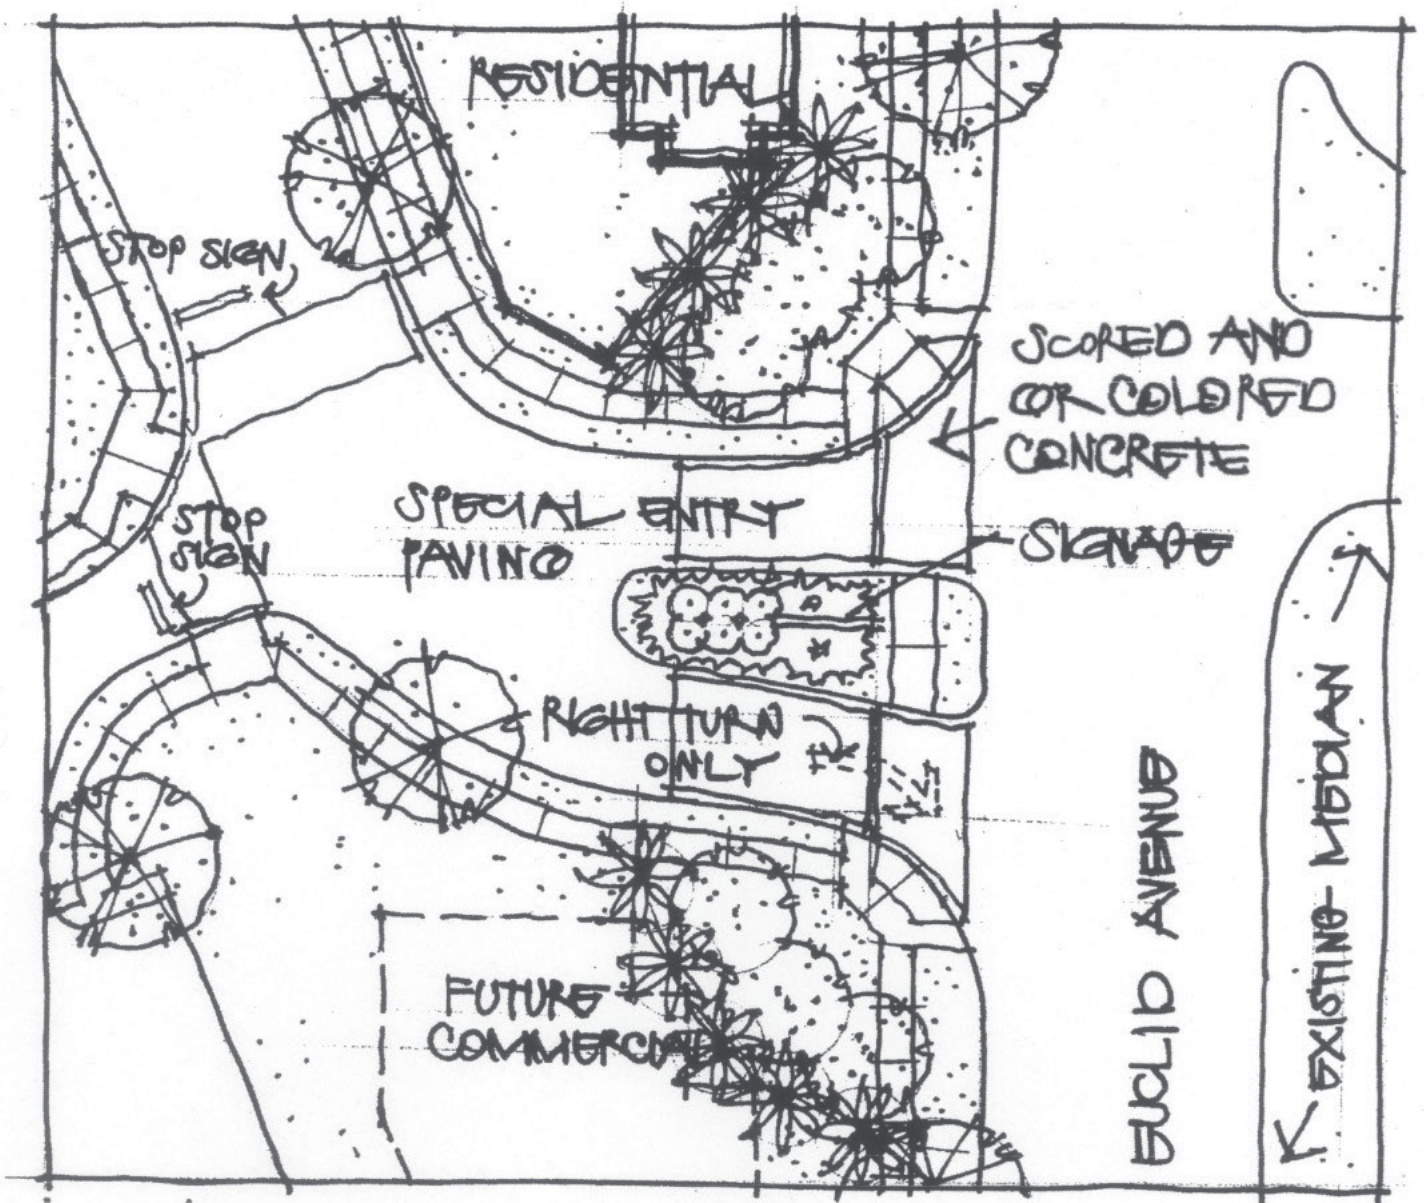 RESIDENTIAL
STOP SIGN
SCORED AND
OR COLORED
CONCRETE
SPECIAL ENTRY
PAVING
STOP
SIGN
SIGNAGE
RIGHT TURN
ONLY
EUCLID AVENUE
EXISTING MEDIAN
FUTURE
COMMERCIAL